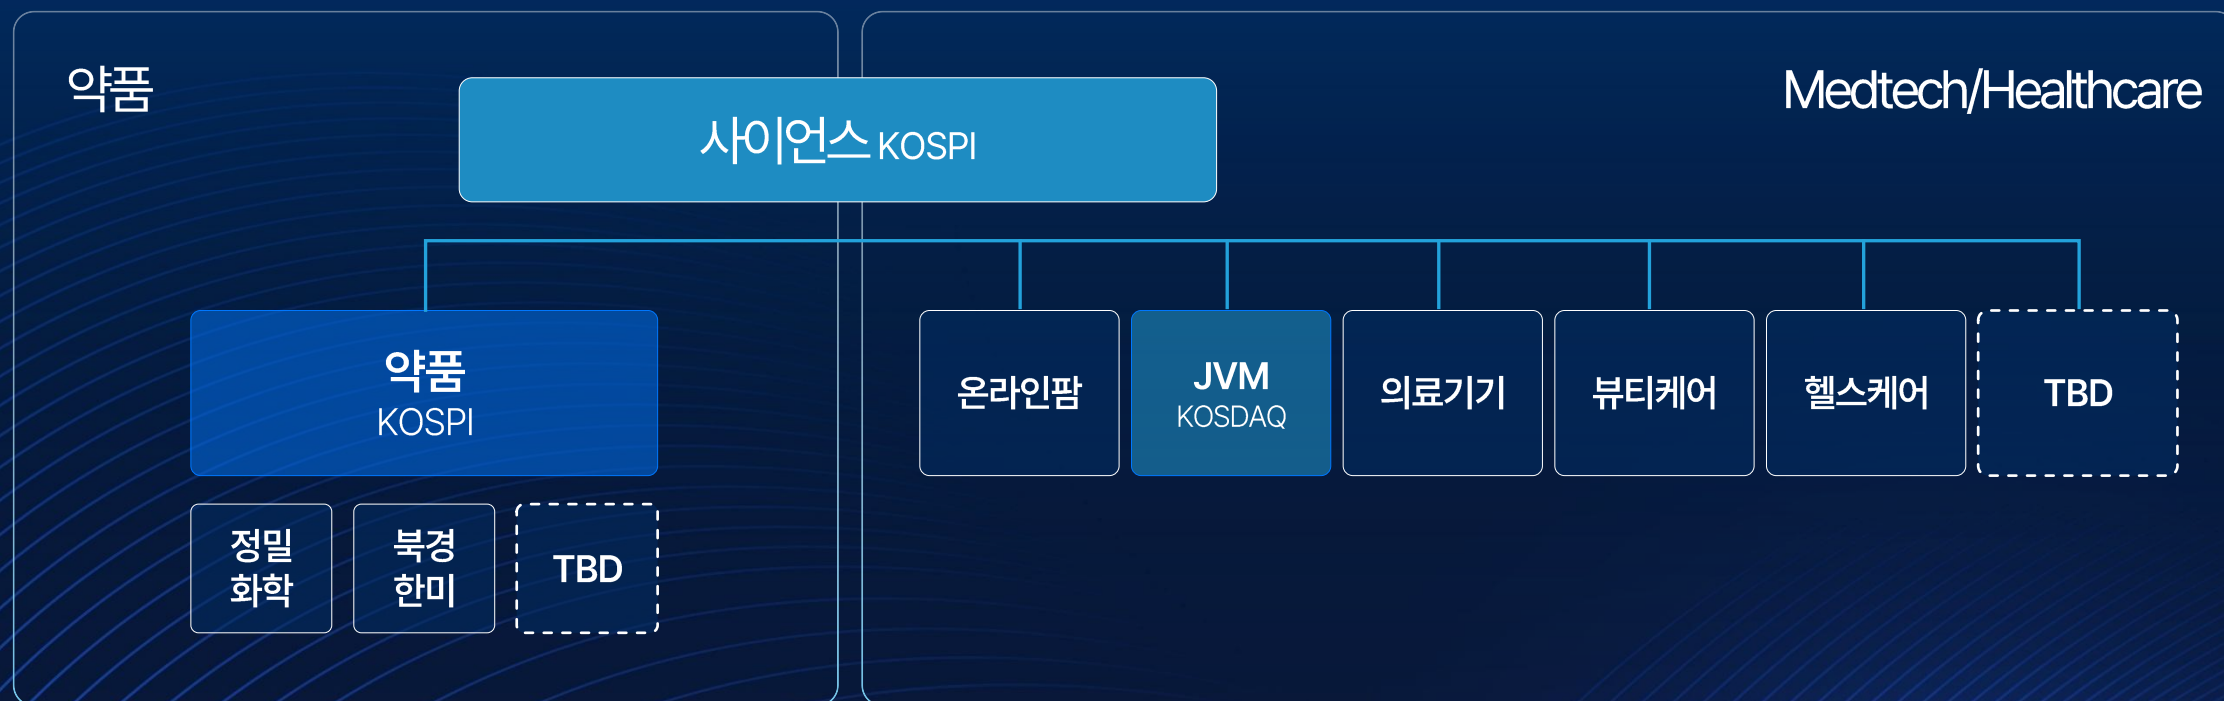 약품
Medtech/Healthcare
사이언스 KOSPI
약품
KOSPI
온라인팜
JVM
KOSDAQ
의료기기
뷰티케어
헬스케어
TBD
정밀
화학
북경
한미
TBD